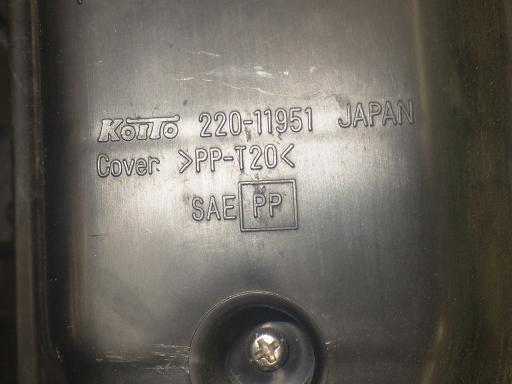 KOITO 220-11951 JAPAN
Cover >PP-T20<
SAE PP